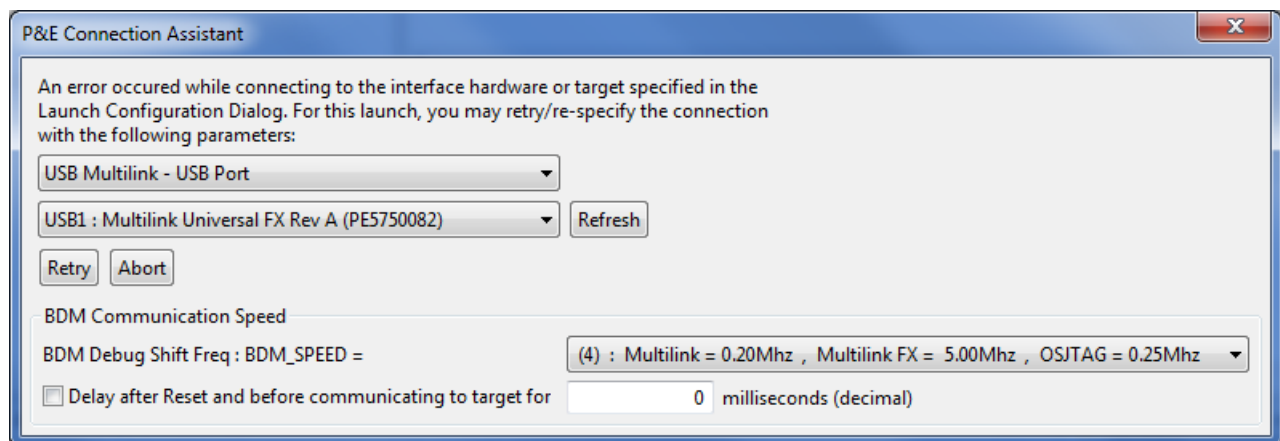 P&E Connection Assistant
An error occured while connecting to the interface hardware or target specified in the
Launch Configuration Dialog. For this launch, you may retry/re-specify the connection
with the following parameters:
USB Multilink - USB Port
USB1 : Multilink Universal FX Rev A (PE5750082) Refresh
Retry Abort
BDM Communication Speed
BDM Debug Shift Freq : BDM_SPEED = (4) : Multilink = 0.20Mhz , Multilink FX = 5.00Mhz , OSJTAG = 0.25Mhz
Delay after Reset and before communicating to target for 0 milliseconds (decimal)